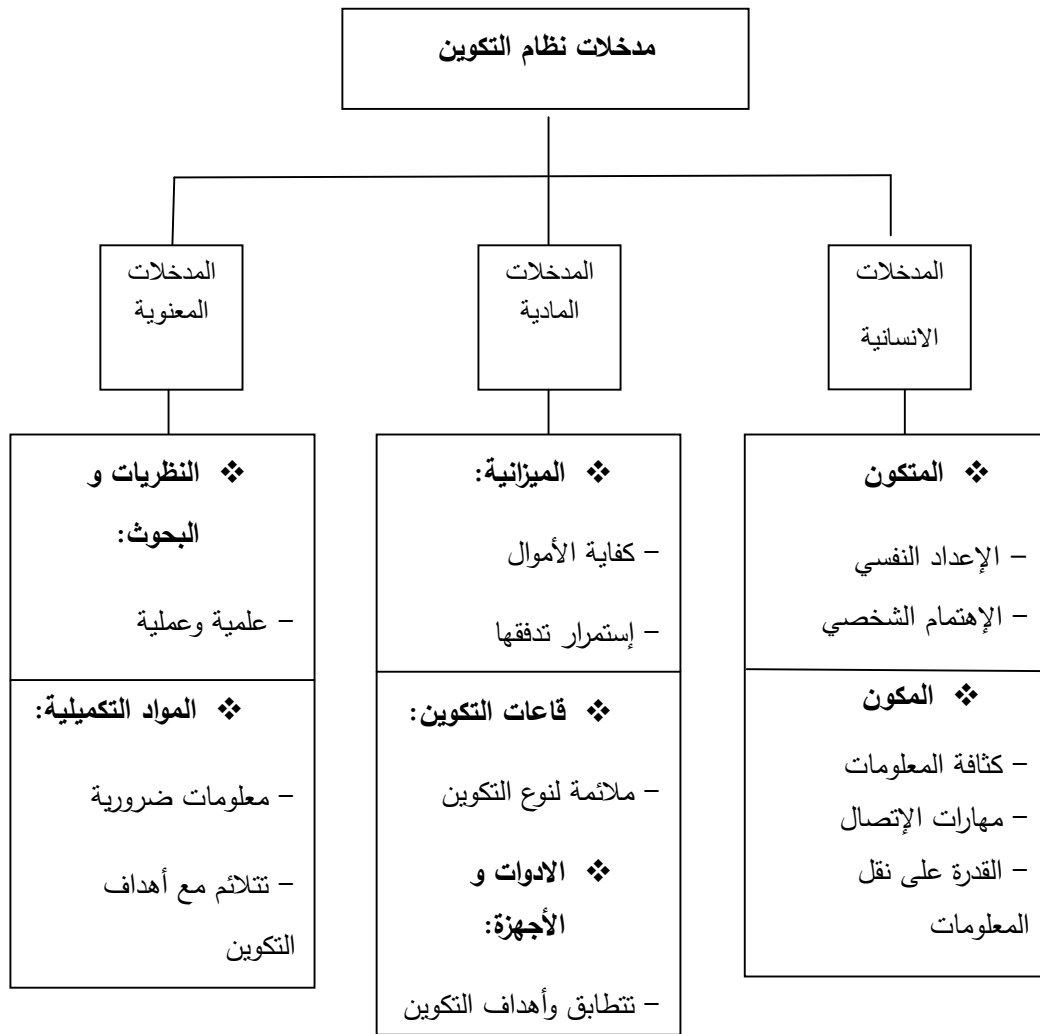 مدخلات نظام التكوين
المدخلات
الانسانية
المدخلات
المادية
المدخلات
المعنوية
❖ المتكون
– الإعداد النفسي
– الإهتمام الشخصي
❖ المكون
– كثافة المعلومات
– مهارات الإتصال
– القدرة على نقل
المعلومات
❖ الميزانية:
– كفاية الأموال
– إستمرار تدفقها
❖ قاعات التكوين:
– ملائمة لنوع التكوين
❖ الادوات و
الأجهزة:
– تتطابق وأهداف التكوين
❖ النظريات و
البحوث:
– علمية وعملية
❖ المواد التكميلية:
– معلومات ضرورية
– تتلائم مع أهداف
التكوين